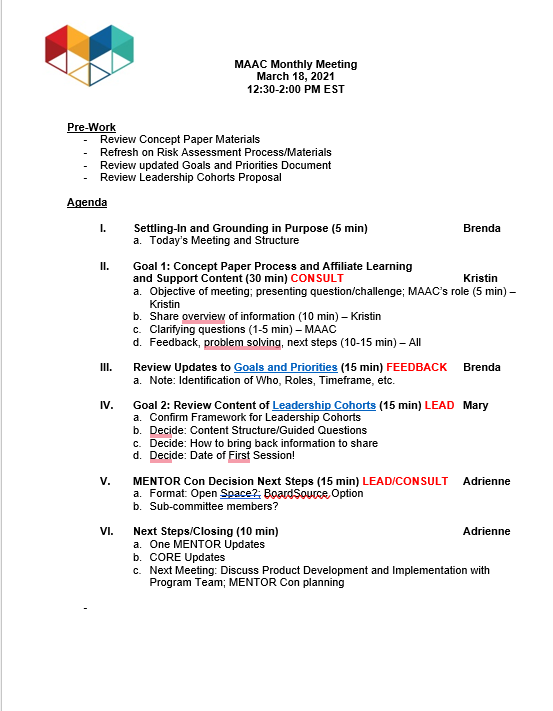 MAAC Monthly Meeting
March 18, 2021
12:30-2:00 PM EST
Pre-Work
- Review Concept Paper Materials
- Refresh on Risk Assessment Process/Materials
- Review updated Goals and Priorities Document
- Review Leadership Cohorts Proposal
Agenda
I. Settling-In and Grounding in Purpose (5 min) Brenda
a. Today's Meeting and Structure
II. Goal 1: Concept Paper Process and Affiliate Learning
and Support Content (30 min) CONSULT Kristin
a. Objective of meeting; presenting question/challenge; MAAC's role (5 min) –
Kristin
b. Share overview of information (10 min) – Kristin
c. Clarifying questions (1-5 min) – MAAC
d. Feedback, problem solving, next steps (10-15 min) – All
III. Review Updates to Goals and Priorities (15 min) FEEDBACK Brenda
a. Note: Identification of Who, Roles, Timeframe, etc.
IV. Goal 2: Review Content of Leadership Cohorts (15 min) LEAD Mary
a. Confirm Framework for Leadership Cohorts
b. Decide: Content Structure/Guided Questions
c. Decide: How to bring back information to share
d. Decide: Date of First Session!
V. MENTOR Con Decision Next Steps (15 min) LEAD/CONSULT Adrienne
a. Format: Open Space?; BoardSource Option
b. Sub-committee members?
VI. Next Steps/Closing (10 min) Adrienne
a. One MENTOR Updates
b. CORE Updates
c. Next Meeting: Discuss Product Development and Implementation with
Program Team; MENTOR Con planning
-